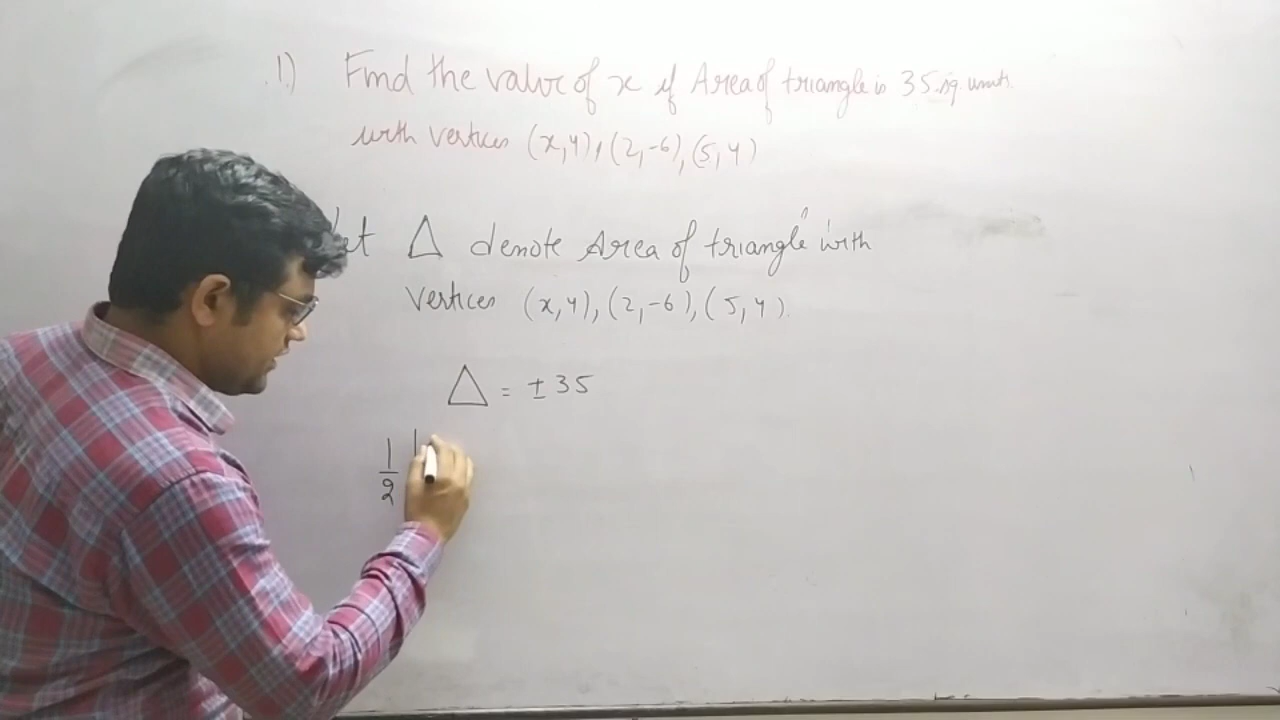 1) Find the value of x if Area of triangle is 35 sq. units.
with vertices (x,4), (2,-6), (5,4)
Let Δ denote Area of triangle with
vertices (x,4), (2,-6), (5,4).
Δ = ±35
1/2 |